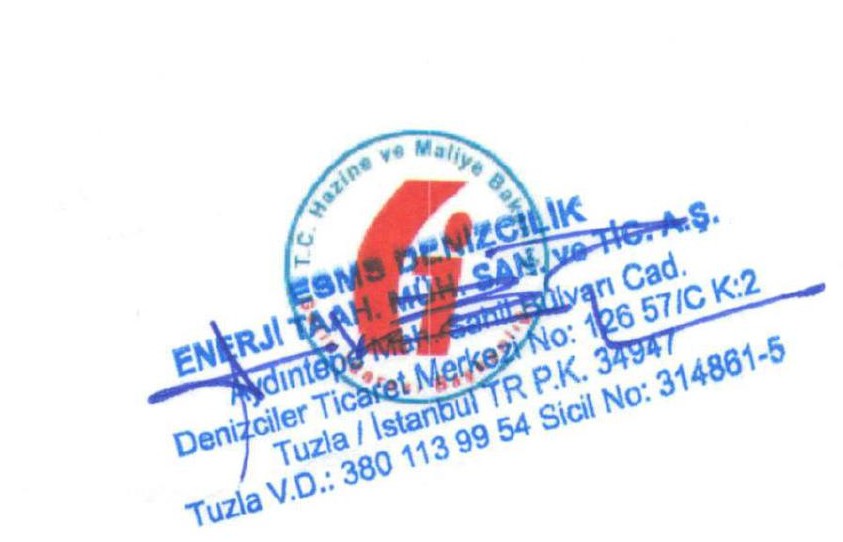 T.C. Hazine ve Maliye Bak
ESMS DENİZCİLİK
ENERJİ TAAH. MÜH. SAN. ve TİC. A.Ş.
Aydıntepe Mah. Sahil Bulvarı Cad.
Denizciler Ticaret Merkezi No: 126 57/C K:2
Tuzla / İstanbul TR P.K. 34947
Tuzla V.D.: 380 113 99 54 Sicil No: 314861-5